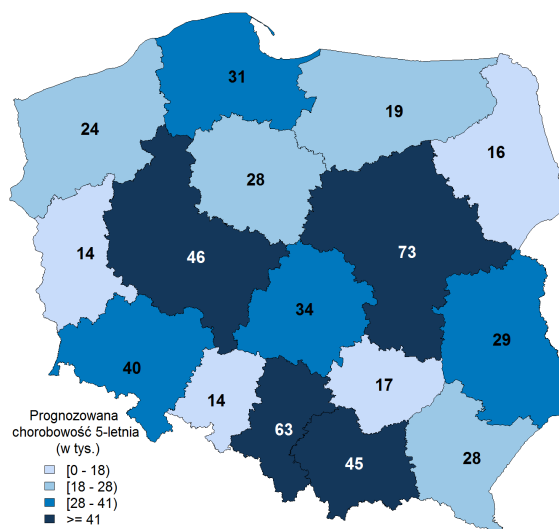 31
24
19
16
28
14
46
73
34
29
40
14
17
63
45
28
Prognozowana
chorobowość 5-letnia
(w tys.)
[0 - 18)
[18 - 28)
[28 - 41)
>= 41